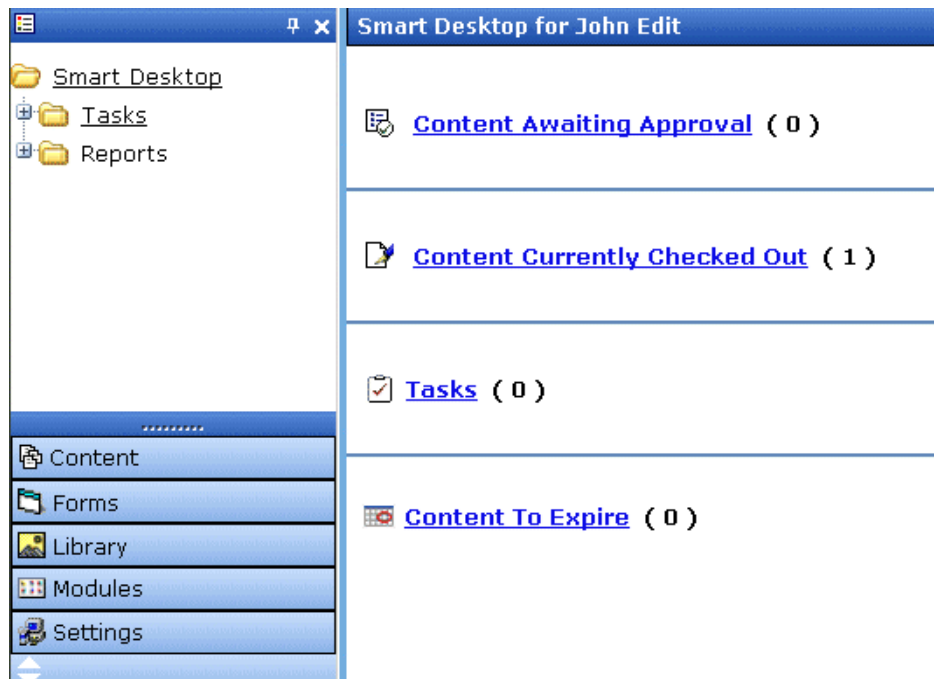 Smart Desktop
Tasks
Reports
Content
Forms
Library
Modules
Settings
Smart Desktop for John Edit
Content Awaiting Approval ( 0 )
Content Currently Checked Out ( 1 )
Tasks ( 0 )
Content To Expire ( 0 )